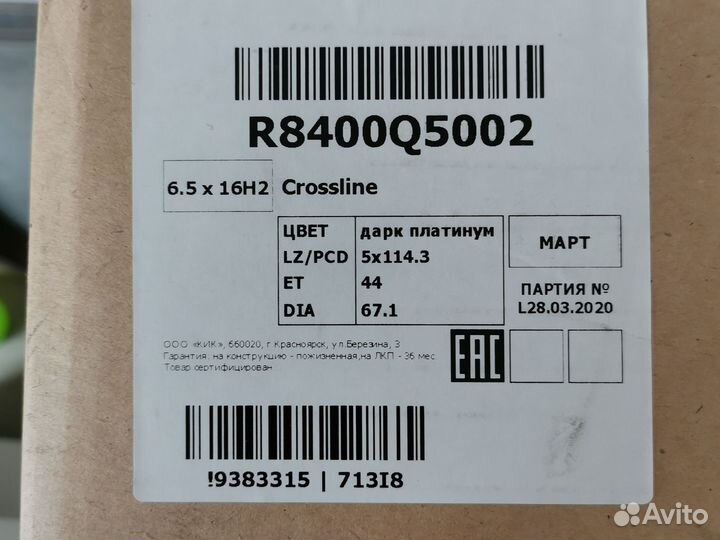 R8400Q5002
6.5 x 16H2 Crossline
ЦВЕТ дарк платинум
LZ/PCD 5x114.3
ET 44
DIA 67.1
МАРТ
ПАРТИЯ №
L28.03.2020
ООО «КиК», 660020, г Красноярск, ул.Березина, 3
Гарантия: на конструкцию - пожизненная,на ЛКП - 36 мес
Товар сертифицирован
EAC
!9383315 | 713I8
Avito